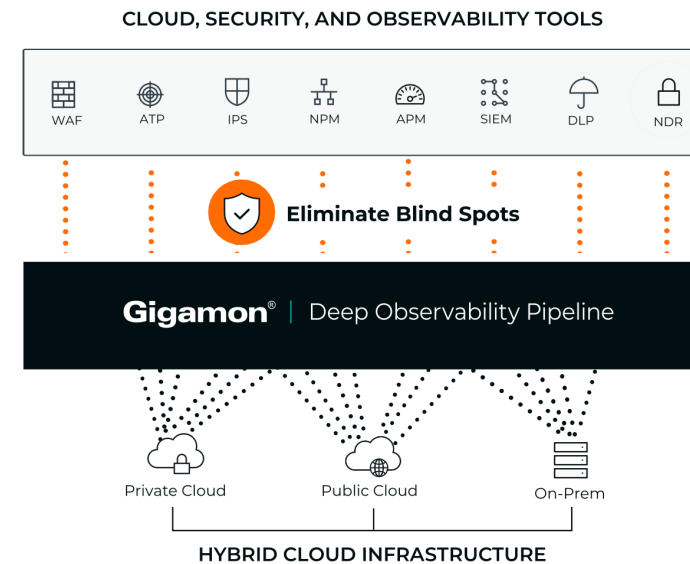 CLOUD, SECURITY, AND OBSERVABILITY TOOLS
WAF ATP IPS NPM APM SIEM DLP NDR
Eliminate Blind Spots
Gigamon® | Deep Observability Pipeline
Private Cloud Public Cloud On-Prem
HYBRID CLOUD INFRASTRUCTURE